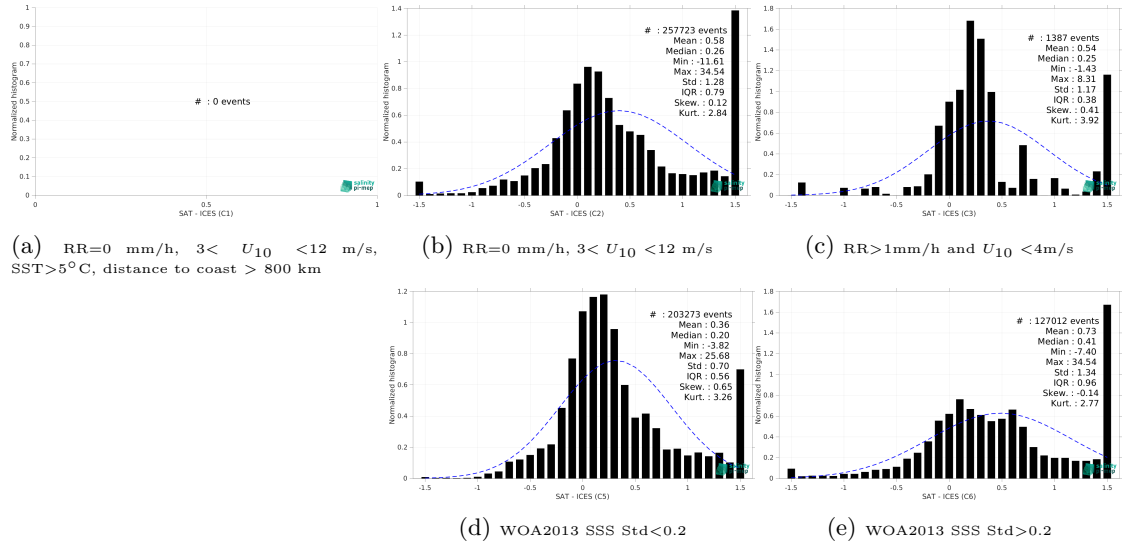 1
0.9
0.8
0.7
0.6
0.5
0.4
0.3
0.2
0.1
0
Normalized histogram
# : 0 events
salinity
pi-mep
0 0.5 1
SAT - ICES (C1)
(a) RR=0 mm/h, 3< U10 <12 m/s,
SST>5°C, distance to coast > 800 km
1.4
1.2
1
0.8
0.6
0.4
0.2
0
Normalized histogram
# : 257723 events
Mean : 0.58
Median : 0.26
Min : -11.61
Max : 34.54
Std : 1.28
IQR : 0.79
Skew. : 0.12
Kurt. : 2.84
salinity
pi-mep
-1.5 -1 -0.5 0 0.5 1 1.5
SAT - ICES (C2)
(b) RR=0 mm/h, 3< U10 <12 m/s
1.8
1.6
1.4
1.2
1
0.8
0.6
0.4
0.2
0
Normalized histogram
# : 1387 events
Mean : 0.54
Median : 0.25
Min : -1.43
Max : 8.31
Std : 1.17
IQR : 0.38
Skew. : 0.41
Kurt. : 3.92
salinity
pi-mep
-1.5 -1 -0.5 0 0.5 1 1.5
SAT - ICES (C3)
(c) RR>1mm/h and U10 <4m/s
1.2
1
0.8
0.6
0.4
0.2
0
Normalized histogram
# : 203273 events
Mean : 0.36
Median : 0.20
Min : -3.82
Max : 25.68
Std : 0.70
IQR : 0.56
Skew. : 0.65
Kurt. : 3.26
salinity
pi-mep
-1.5 -1 -0.5 0 0.5 1 1.5
SAT - ICES (C5)
(d) WOA2013 SSS Std<0.2
1.8
1.6
1.4
1.2
1
0.8
0.6
0.4
0.2
0
Normalized histogram
# : 127012 events
Mean : 0.73
Median : 0.41
Min : -7.40
Max : 34.54
Std : 1.34
IQR : 0.96
Skew. : -0.14
Kurt. : 2.77
salinity
pi-mep
-1.5 -1 -0.5 0 0.5 1 1.5
SAT - ICES (C6)
(e) WOA2013 SSS Std>0.2